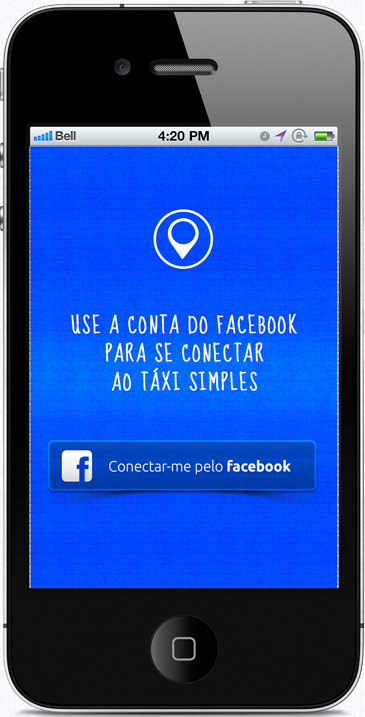 Bell 4:20 PM
USE A CONTA DO FACEBOOK
PARA SE CONECTAR
AO TÁXI SIMPLES
f Conectar-me pelo facebook